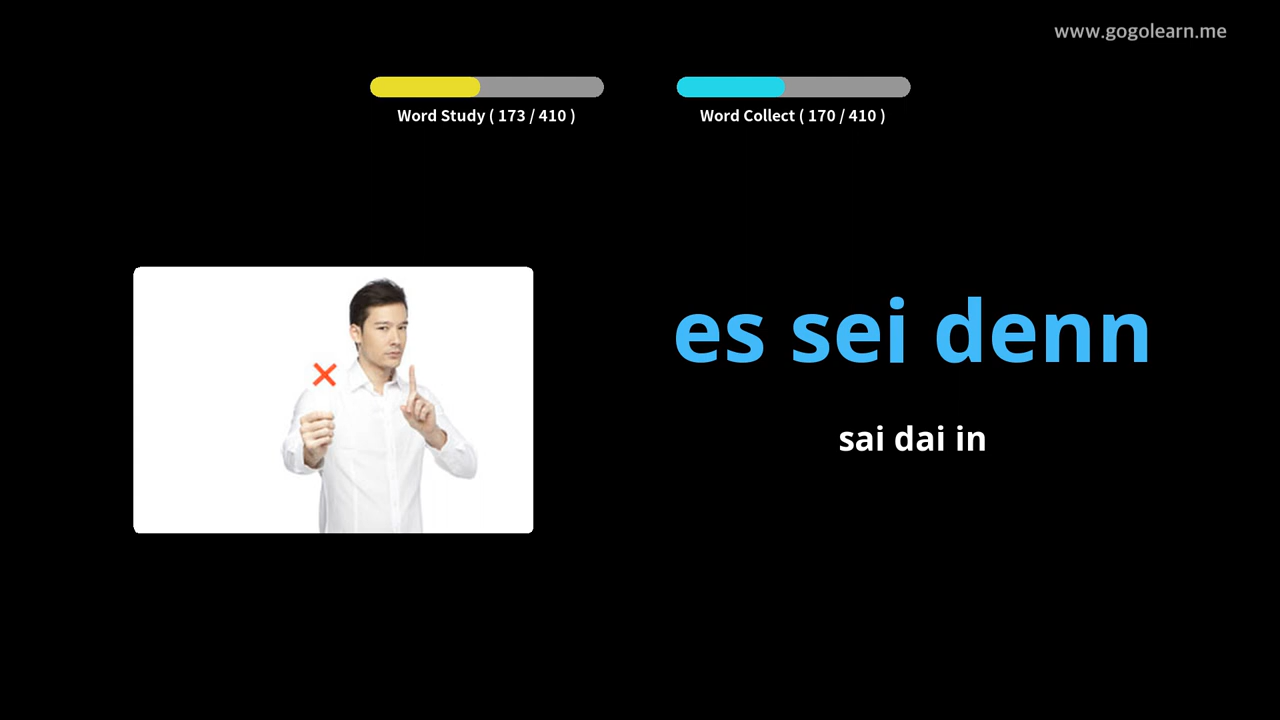 www.gogolearn.me
Word Study ( 173 / 410 )
Word Collect ( 170 / 410 )
es sei denn
sai dai in